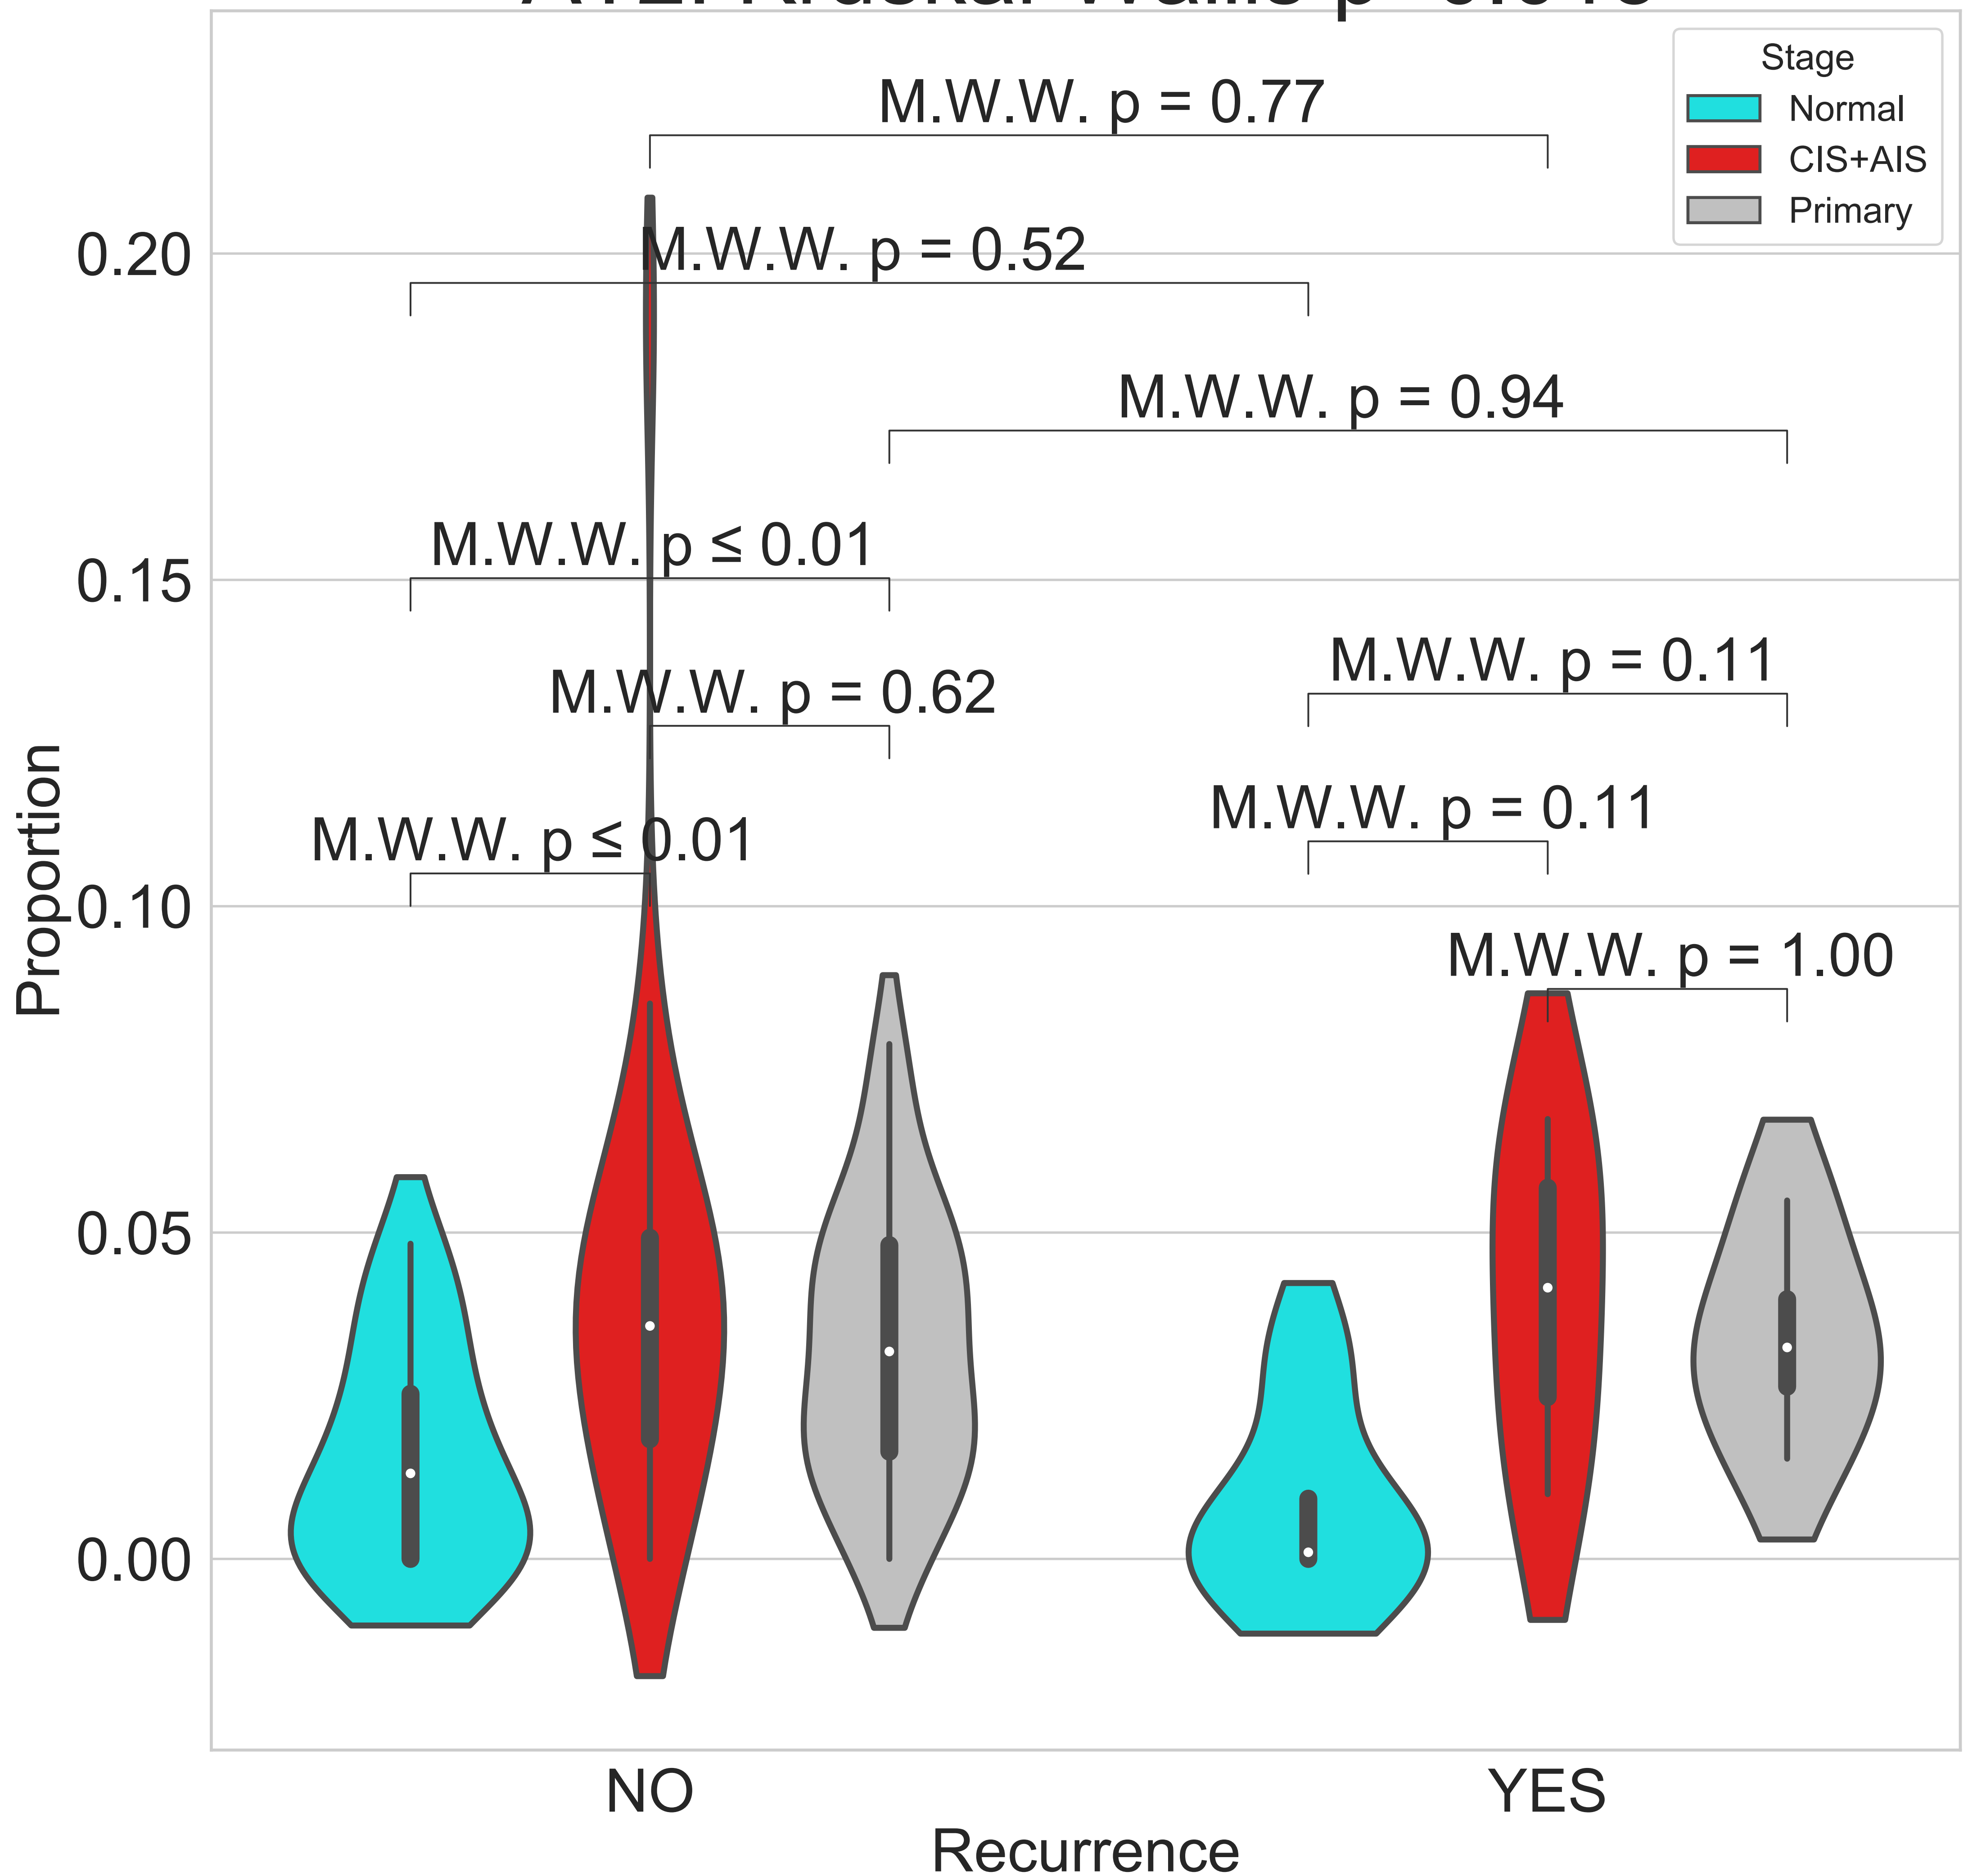 M.W.W. p = 0.77
Stage
Normal
CIS+AIS
Primary
M.W.W. p = 0.52
M.W.W. p = 0.94
M.W.W. p ≤ 0.01
M.W.W. p = 0.62
M.W.W. p = 0.11
M.W.W. p ≤ 0.01
M.W.W. p = 0.11
M.W.W. p = 1.00
0.20
0.15
0.10
0.05
0.00
Proportion
NO
YES
Recurrence